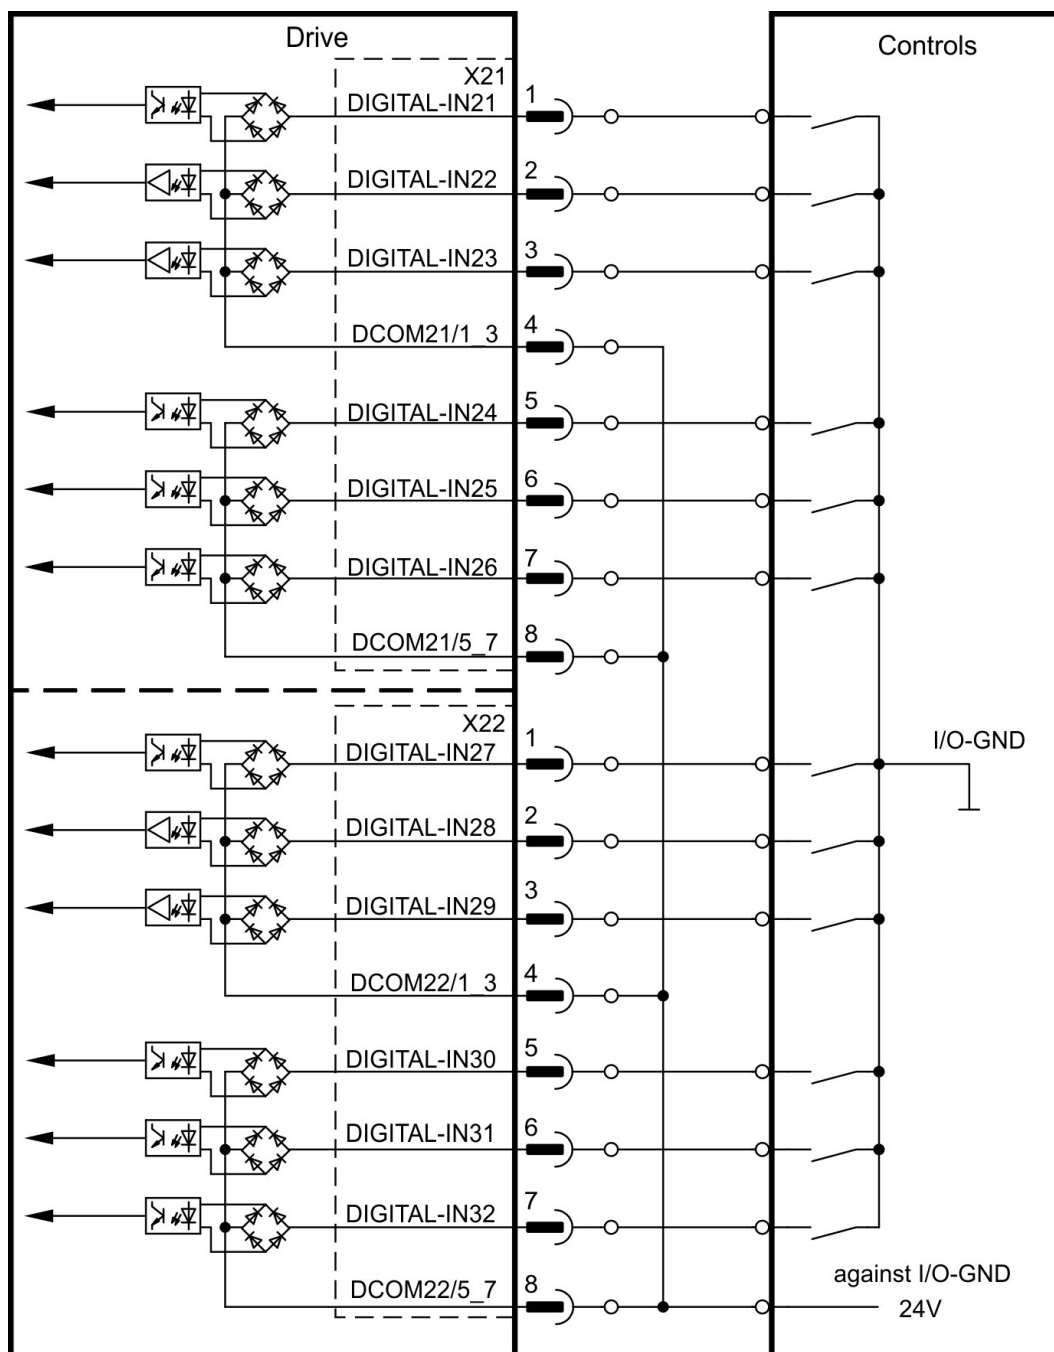 Drive
Controls
X21
DIGITAL-IN21
1
DIGITAL-IN22
2
DIGITAL-IN23
3
DCOM21/1_3
4
DIGITAL-IN24
5
DIGITAL-IN25
6
DIGITAL-IN26
7
DCOM21/5_7
8
X22
DIGITAL-IN27
1
I/O-GND
DIGITAL-IN28
2
DIGITAL-IN29
3
DCOM22/1_3
4
DIGITAL-IN30
5
DIGITAL-IN31
6
DIGITAL-IN32
7
DCOM22/5_7
8
against I/O-GND
24V